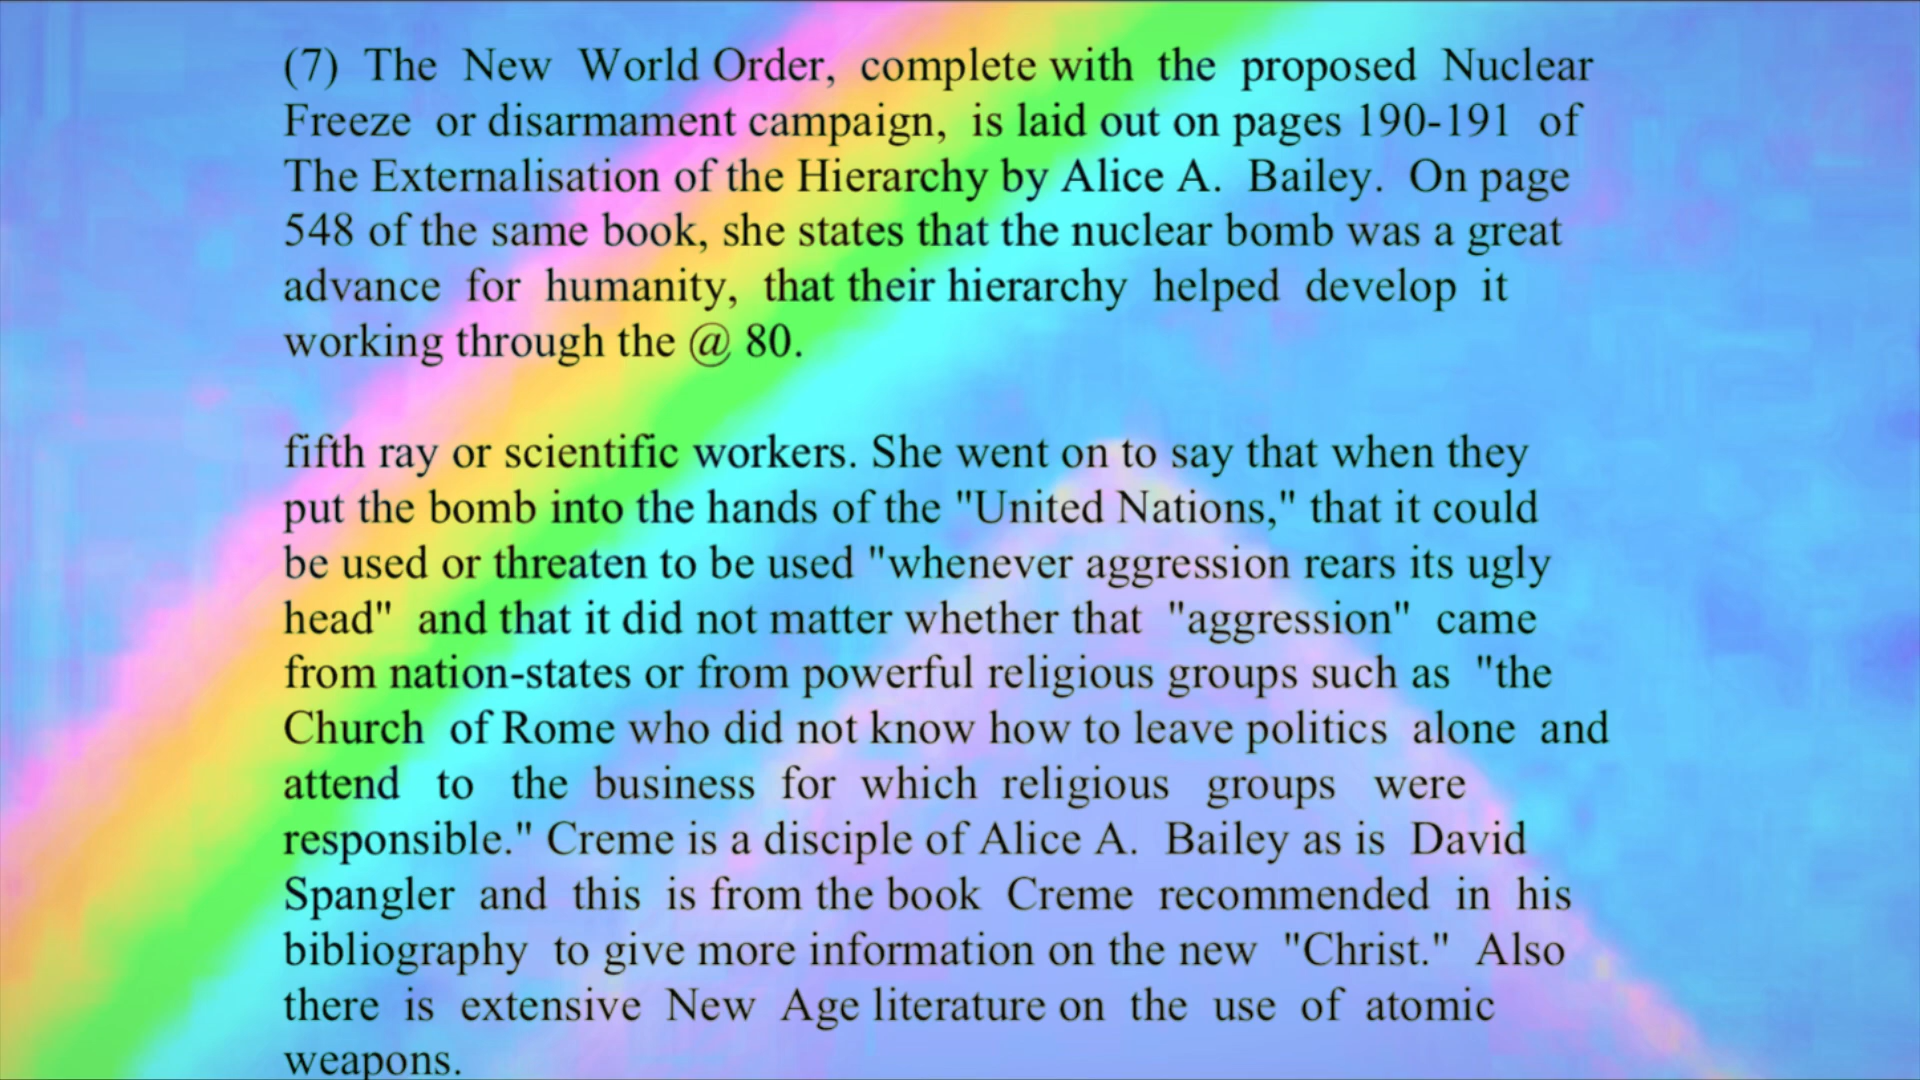 (7) The New World Order, complete with the proposed Nuclear
Freeze or disarmament campaign, is laid out on pages 190-191 of
The Externalisation of the Hierarchy by Alice A. Bailey. On page
548 of the same book, she states that the nuclear bomb was a great
advance for humanity, that their hierarchy helped develop it
working through the @ 80.
fifth ray or scientific workers. She went on to say that when they
put the bomb into the hands of the "United Nations," that it could
be used or threaten to be used "whenever aggression rears its ugly
head" and that it did not matter whether that "aggression" came
from nation-states or from powerful religious groups such as "the
Church of Rome who did not know how to leave politics alone and
attend to the business for which religious groups were
responsible." Creme is a disciple of Alice A. Bailey as is David
Spangler and this is from the book Creme recommended in his
bibliography to give more information on the new "Christ." Also
there is extensive New Age literature on the use of atomic
weapons.